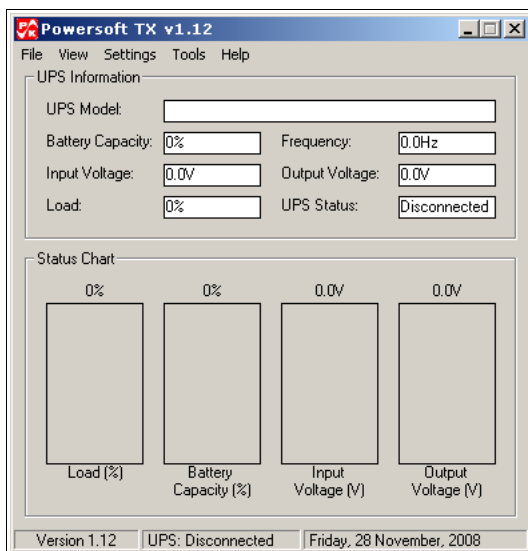 Powersoft TX v1.12
File View Settings Tools Help
UPS Information
UPS Model:
Battery Capacity: 0% Frequency: 0.0Hz
Input Voltage: 0.0V Output Voltage: 0.0V
Load: 0% UPS Status: Disconnected
Status Chart
0% 0% 0.0V 0.0V
Load (%) Battery Capacity (%) Input Voltage (V) Output Voltage (V)
Version 1.12 UPS: Disconnected Friday, 28 November, 2008